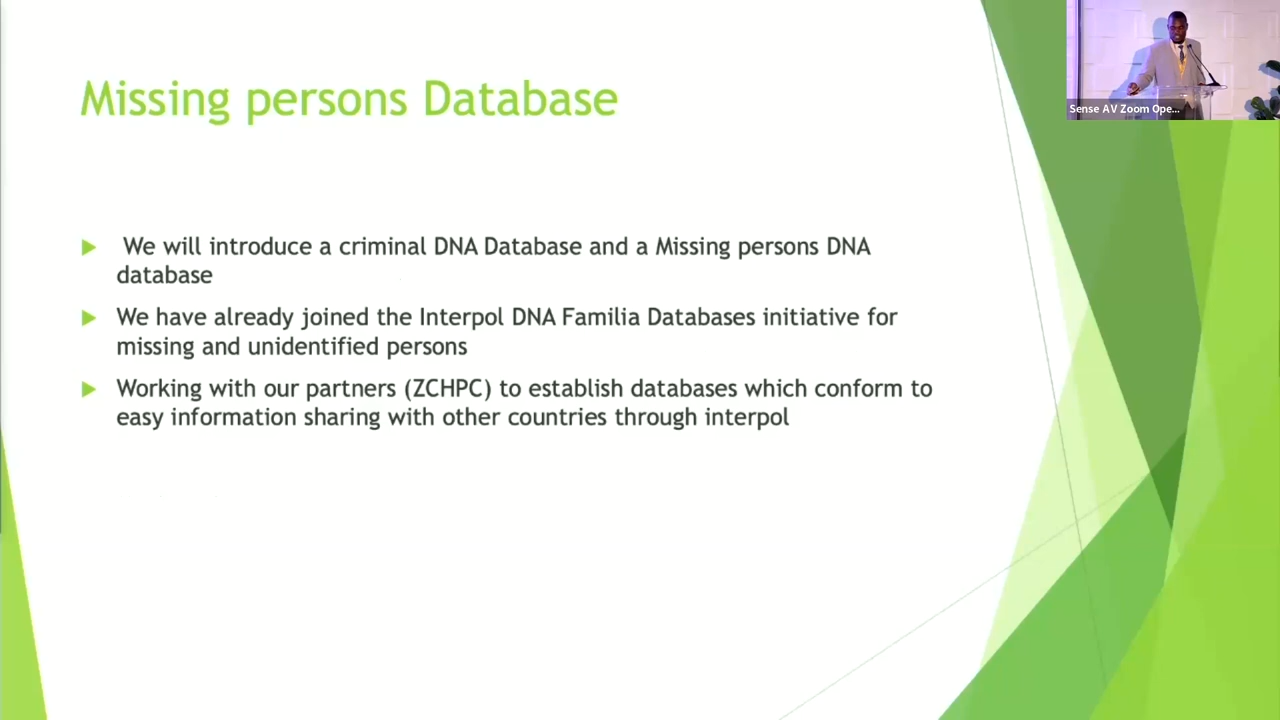 Missing persons Database
We will introduce a criminal DNA Database and a Missing persons DNA
database
We have already joined the Interpol DNA Familia Databases initiative for
missing and unidentified persons
Working with our partners (ZCHPC) to establish databases which conform to
easy information sharing with other countries through interpol
Sense AV Zoom Ope...